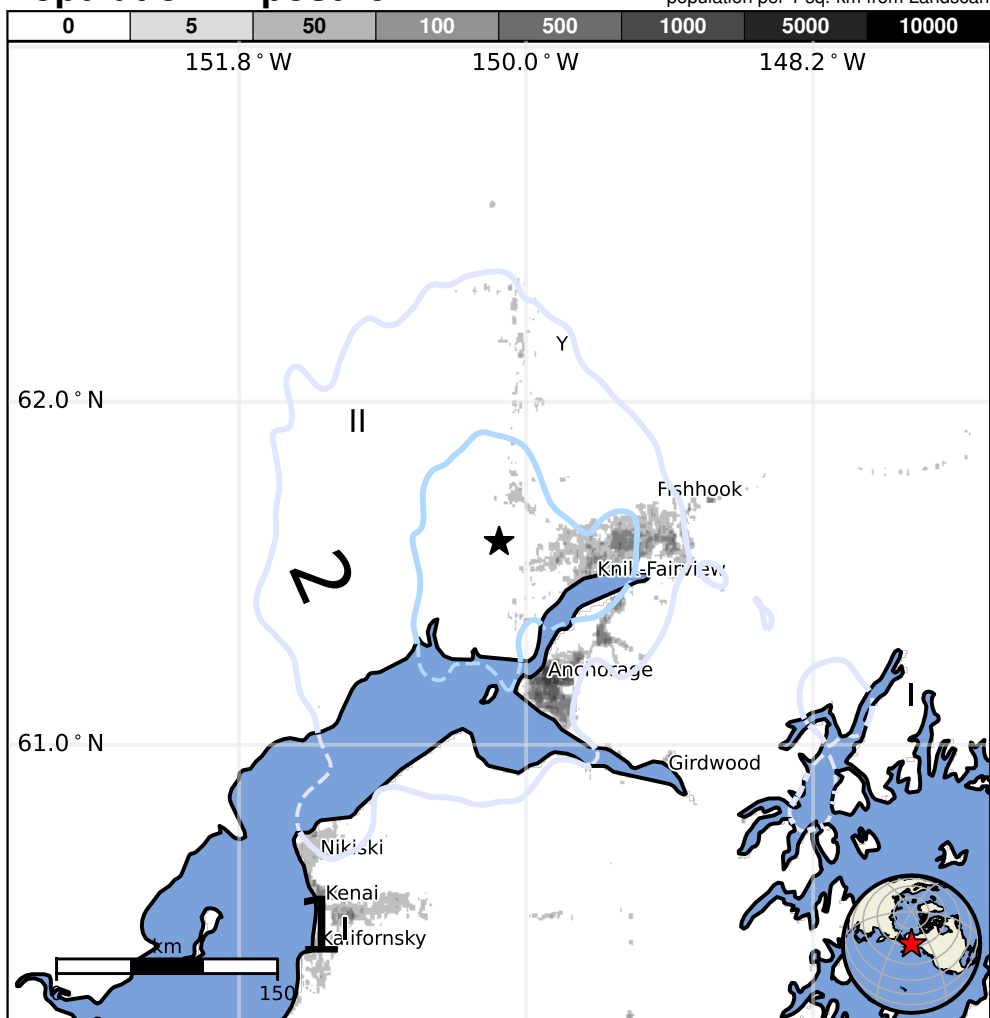 0 5 50 100 500 1000 5000 10000
151.8°W 150.0°W 148.2°W
Y
62.0°N
II
Fishhook
2
Knik-Fairview
Anchorage
I
61.0°N
Girdwood
Nikiski
Kenai
1
I
Kalifornsky
km
150